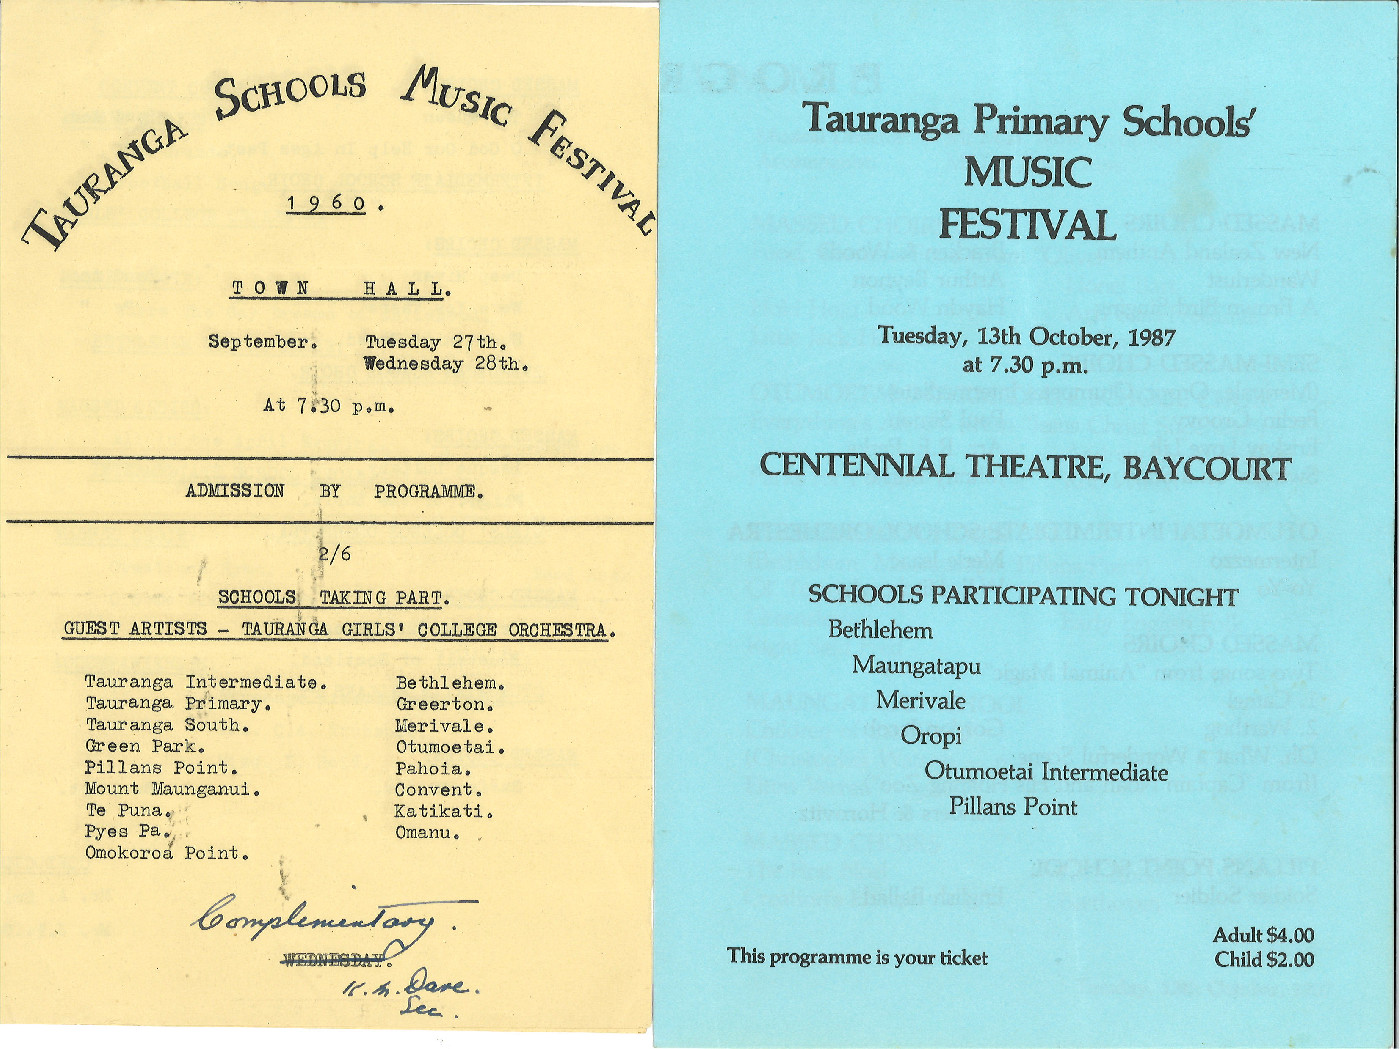 TAURANGA SCHOOLS MUSIC FESTIVAL
1960.
TOWN HALL.
September. Tuesday 27th.
Wednesday 28th.
At 7.30 p.m.
ADMISSION BY PROGRAMME.
2/6
SCHOOLS TAKING PART.
GUEST ARTISTS - TAURANGA GIRLS' COLLEGE ORCHESTRA.
Tauranga Intermediate. Bethlehem.
Tauranga Primary. Greerton.
Tauranga South. Merivale.
Green Park. Otumoetai.
Pillans Point. Pahoia.
Mount Maunganui. Convent.
Te Puna. Katikati.
Pyes Pa. Omanu.
Omokoroa Point.
Complementary.
WEDNESDAY.
Sec.
Tauranga Primary Schools'
MUSIC
FESTIVAL
Tuesday, 13th October, 1987
at 7.30 p.m.
CENTENNIAL THEATRE, BAYCOURT
SCHOOLS PARTICIPATING TONIGHT
Bethlehem
Maungatapu
Merivale
Oropi
Otumoetai Intermediate
Pillans Point
This programme is your ticket
Adult $4.00
Child $2.00